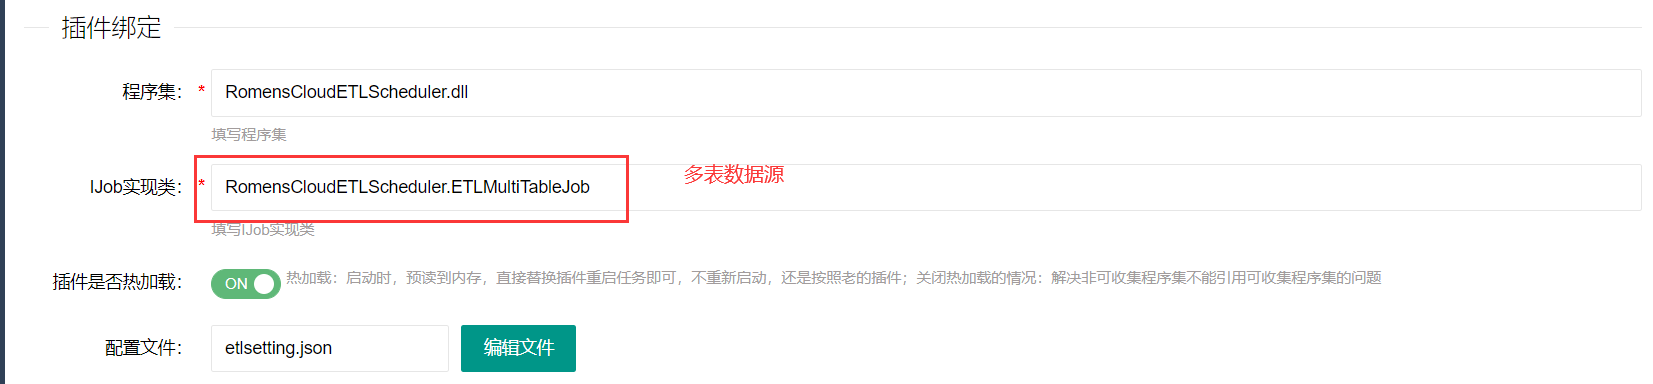 插件绑定
程序集： * RomensCloudETLScheduler.dll
填写程序集
IJob实现类： * RomensCloudETLScheduler.ETLMultiTableJob 多表数据源
填写IJob实现类
插件是否热加载： ON 热加载：启动时，预读到内存，直接替换插件重启任务即可，不重新启动，还是按照老的插件；关闭热加载的情况：解决非可收集程序集不能引用可收集程序集的问题
配置文件： etlsetting.json 编辑文件